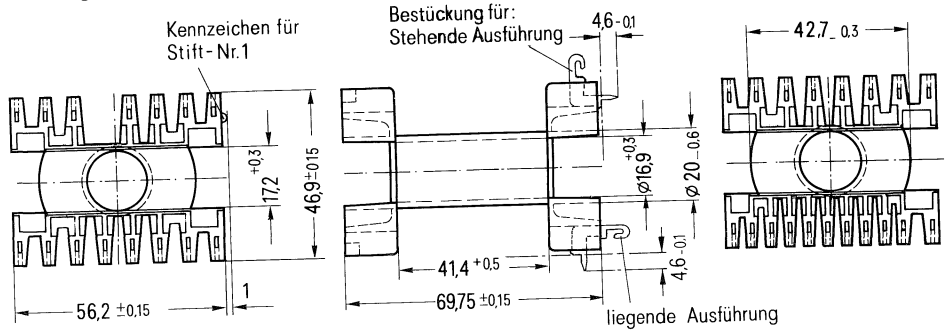 Kennzeichen für
Stift-Nr.1
Bestückung für:
Stehende Ausführung
4,6-0,1
42,7-0,3
17,2 +0,3
46,9±0,15
Ø16,9 +0,3
Ø 20-0,6
41,4 +0,5
4,6-0,1
56,2 ±0,15
1
69,75 ±0,15
liegende Ausführung